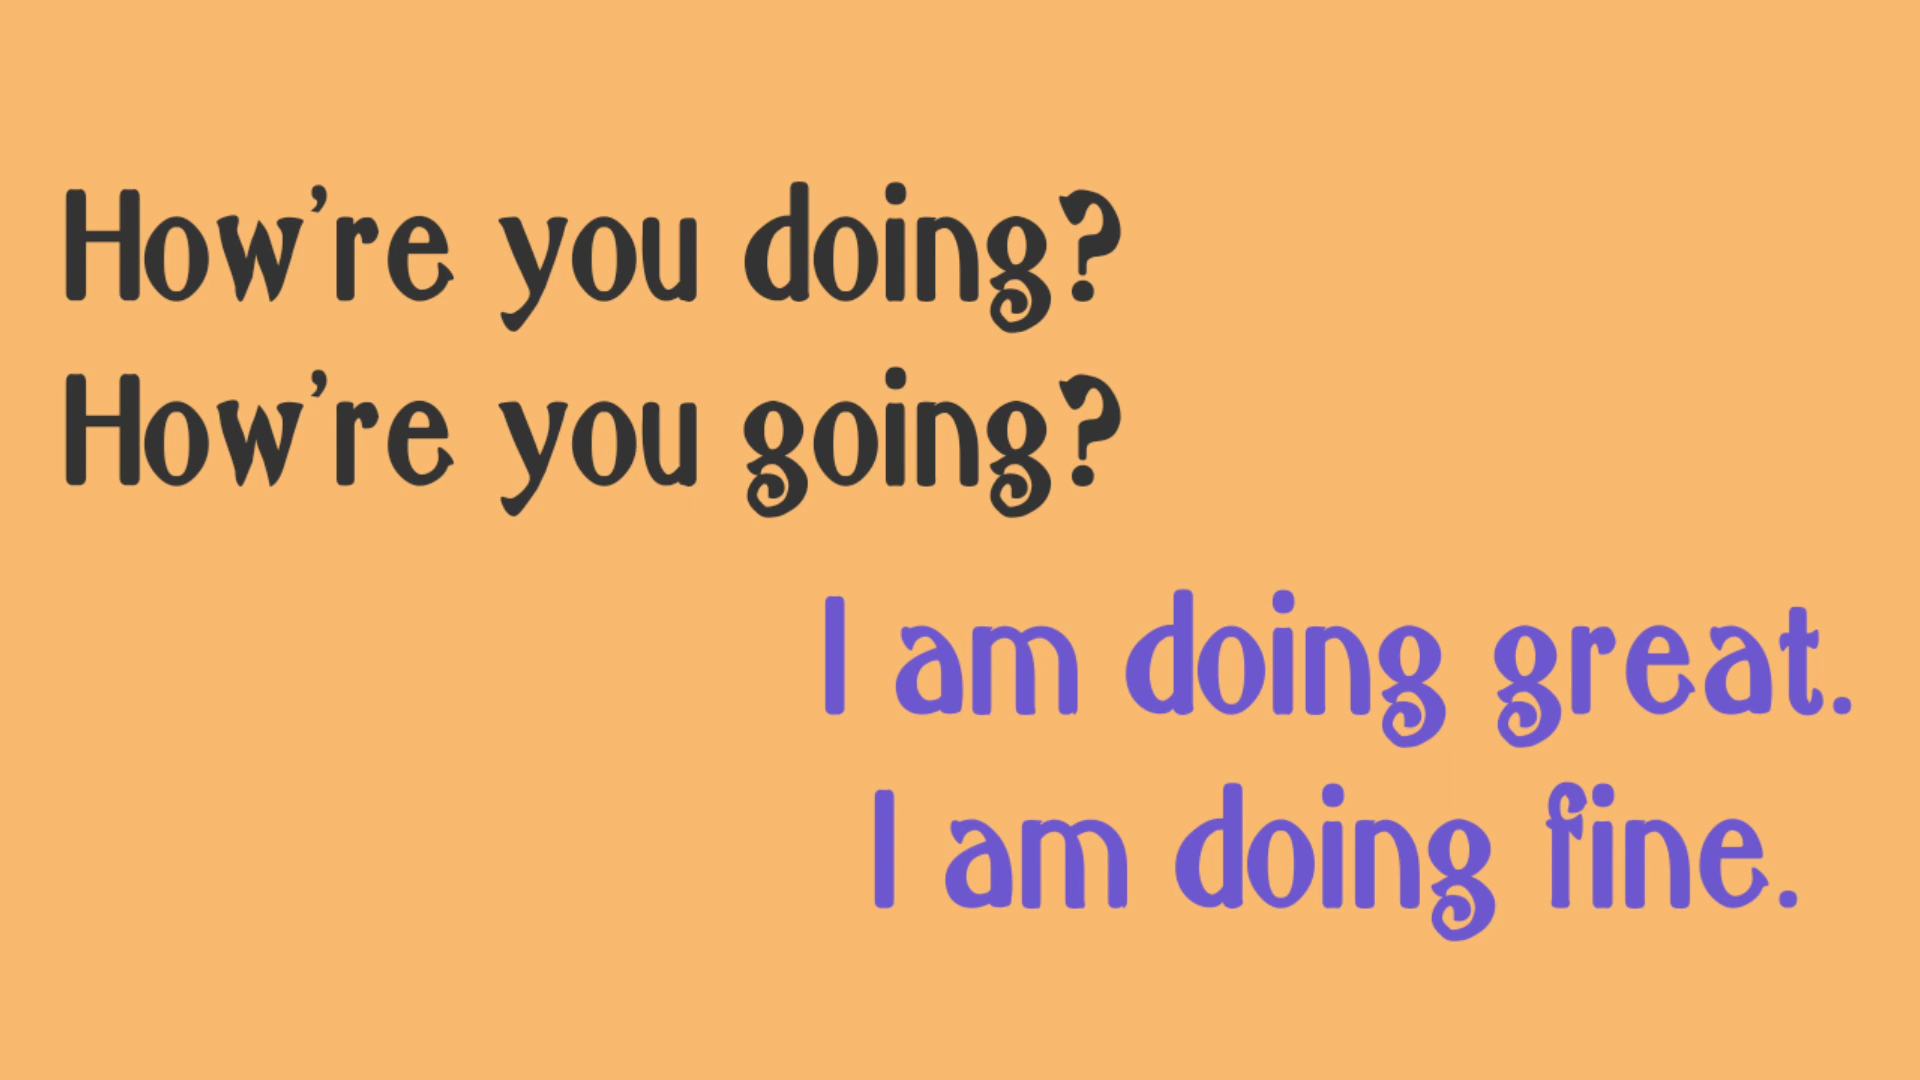 How’re you doing?
How’re you going?
I am doing great.
I am doing fine.